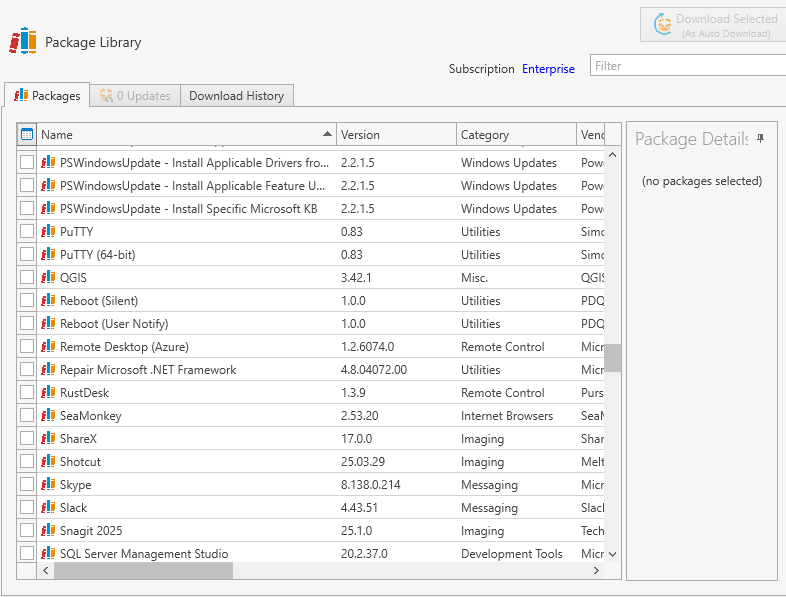 Download Selected
(As Auto Download)
Package Library
Subscription Enterprise Filter
Packages 0 Updates Download History
Name Version Category Vend
Package Details
(no packages selected)
PSWindowsUpdate - Install Applicable Drivers fro... 2.2.1.5 Windows Updates Pow
PSWindowsUpdate - Install Applicable Feature U... 2.2.1.5 Windows Updates Pow
PSWindowsUpdate - Install Specific Microsoft KB 2.2.1.5 Windows Updates Pow
PuTTY 0.83 Utilities Simo
PuTTY (64-bit) 0.83 Utilities Simo
QGIS 3.42.1 Misc. QGIS
Reboot (Silent) 1.0.0 Utilities PDQ
Reboot (User Notify) 1.0.0 Utilities PDQ
Remote Desktop (Azure) 1.2.6074.0 Remote Control Micr
Repair Microsoft .NET Framework 4.8.04072.00 Utilities Micr
RustDesk 1.3.9 Remote Control Purs
SeaMonkey 2.53.20 Internet Browsers SeaM
ShareX 17.0.0 Imaging Shar
Shotcut 25.03.29 Imaging Melt
Skype 8.138.0.214 Messaging Micr
Slack 4.43.51 Messaging Slac
Snagit 2025 25.1.0 Imaging Tech
SQL Server Management Studio 20.2.37.0 Development Tools Micr